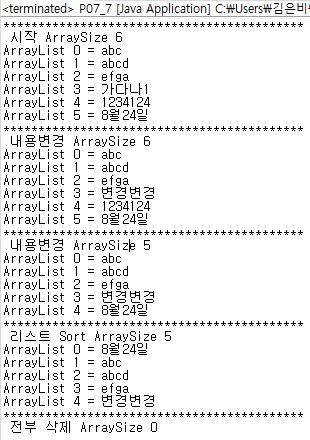 <terminated> P07_7 [Java Application] C:₩Users₩김은비₩
****************************************
시작 ArraySize 6
ArrayList 0 = abc
ArrayList 1 = abcd
ArrayList 2 = efga
ArrayList 3 = 가다나1
ArrayList 4 = 1234124
ArrayList 5 = 8월24일
****************************************
내용변경 ArraySize 6
ArrayList 0 = abc
ArrayList 1 = abcd
ArrayList 2 = efga
ArrayList 3 = 변경변경
ArrayList 4 = 1234124
ArrayList 5 = 8월24일
****************************************
내용변경 ArraySize 5
ArrayList 0 = abc
ArrayList 1 = abcd
ArrayList 2 = efga
ArrayList 3 = 변경변경
ArrayList 4 = 8월24일
****************************************
리스트 Sort ArraySize 5
ArrayList 0 = 8월24일
ArrayList 1 = abc
ArrayList 2 = abcd
ArrayList 3 = efga
ArrayList 4 = 변경변경
****************************************
전부 삭제 ArraySize 0